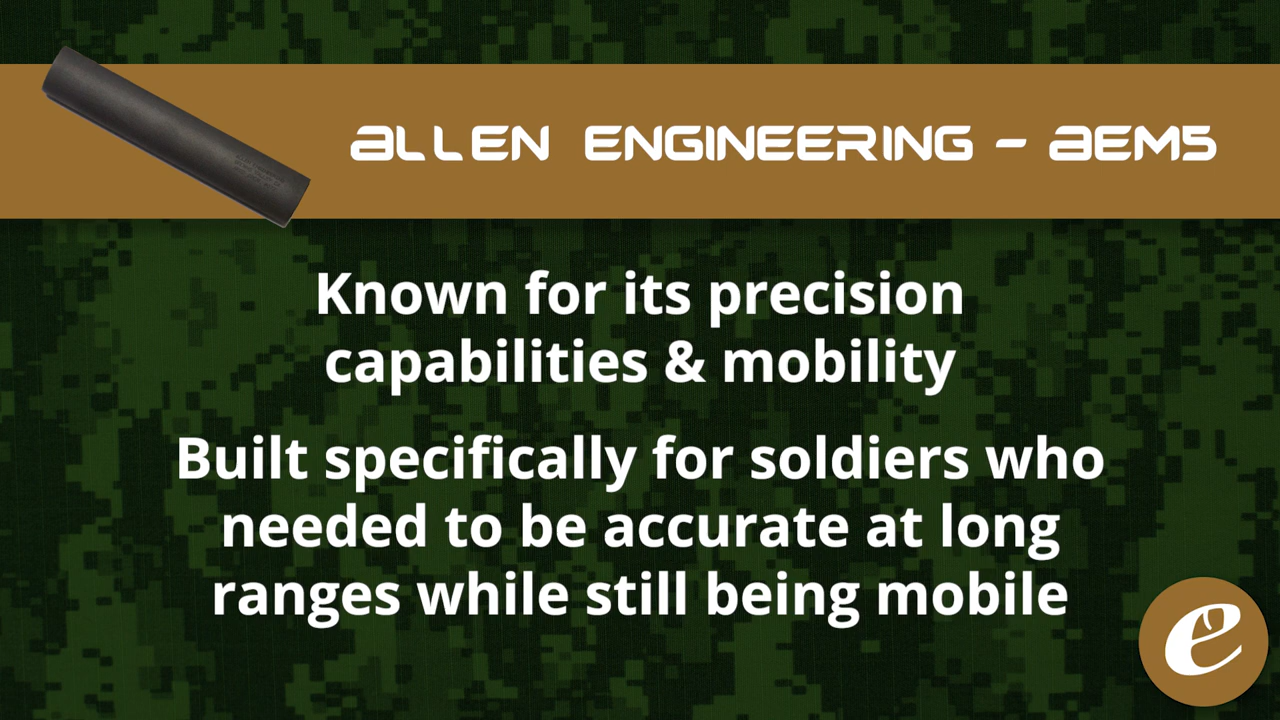 ALLEN ENGINEERING - AEM5
Known for its precision
capabilities & mobility
Built specifically for soldiers who
needed to be accurate at long
ranges while still being mobile
e